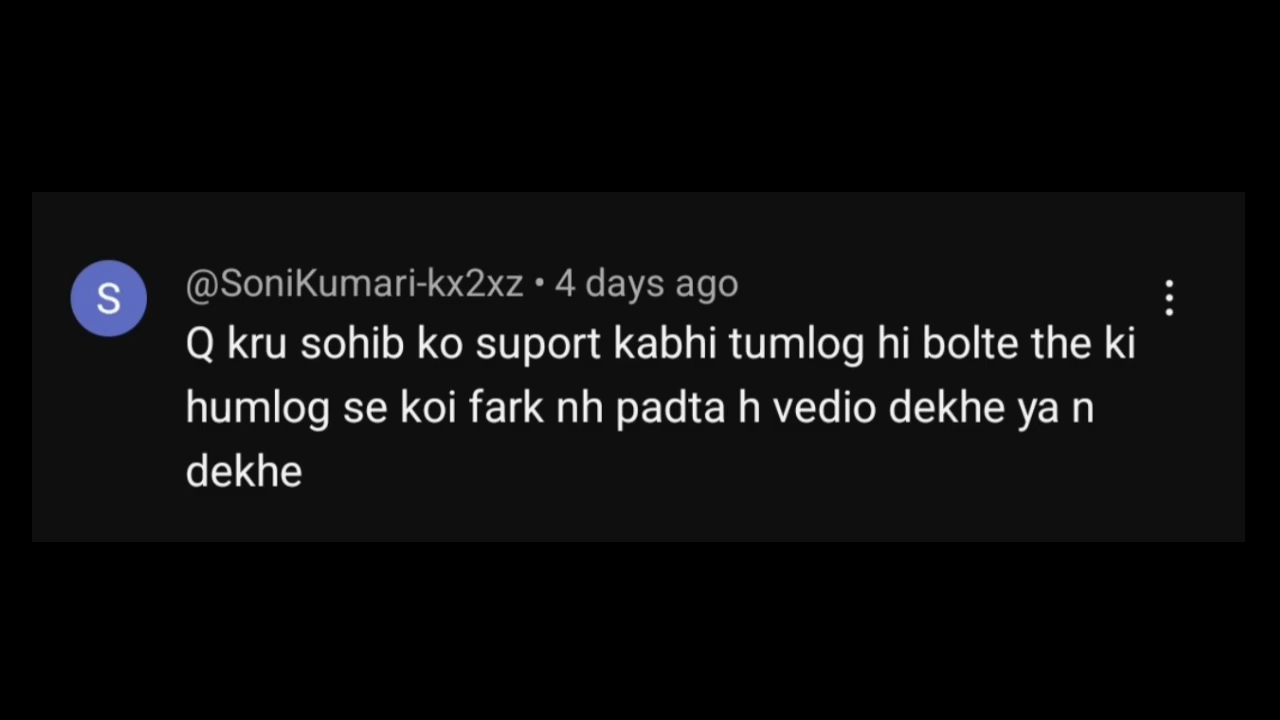 S
@SoniKumari-kx2xz • 4 days ago
Q kru sohib ko suport kabhi tumlog hi bolte the ki
humlog se koi fark nh padta h vedio dekhe ya n
dekhe